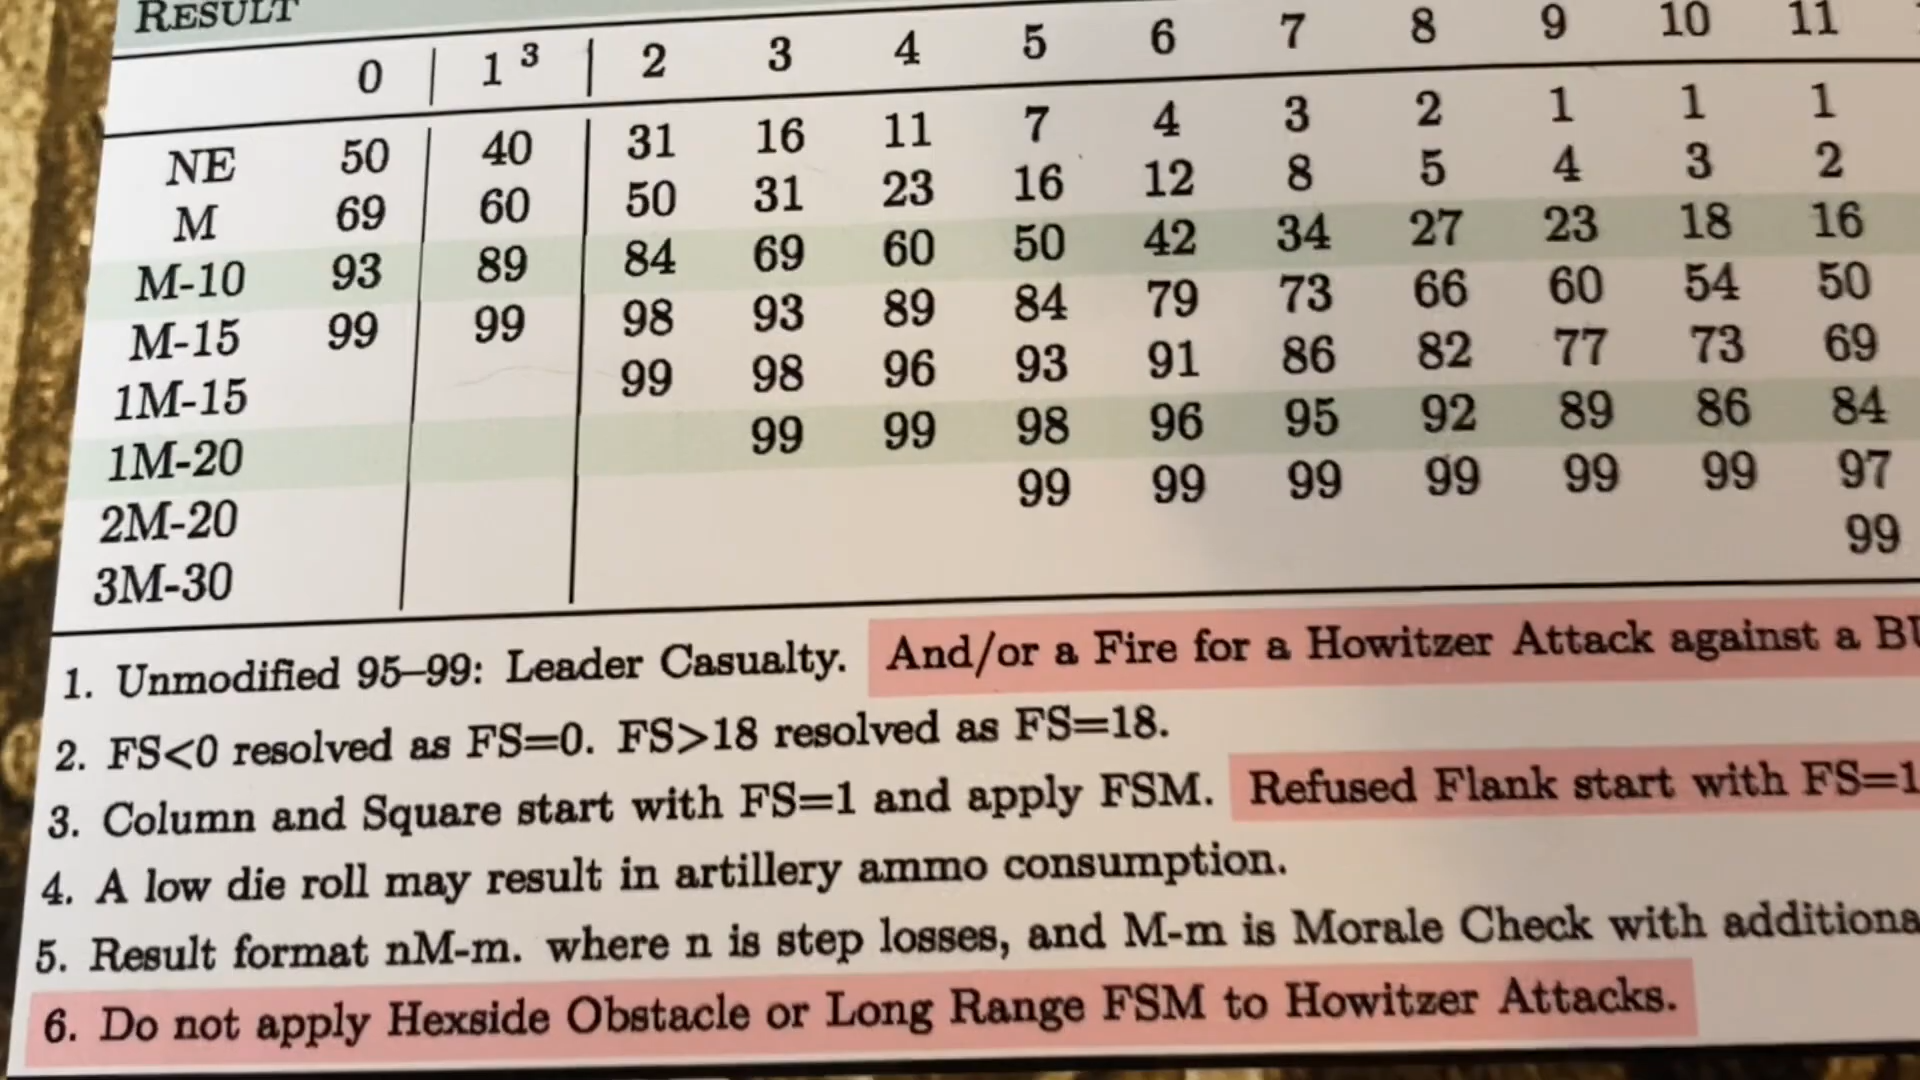 RESULT
0 | 1 3 | 2 3 4 5 6 7 8 9 10 11
NE 50 40 31 16 11 7 4 3 2 1 1 1
M 69 60 50 31 23 16 12 8 5 4 3 2
M-10 93 89 84 69 60 50 42 34 27 23 18 16
M-15 99 99 98 93 89 84 79 73 66 60 54 50
1M-15 99 98 96 93 91 86 82 77 73 69
1M-20 99 99 98 96 95 92 89 86 84
2M-20 99 99 99 99 99 99 97
3M-30 99
1. Unmodified 95–99: Leader Casualty. And/or a Fire for a Howitzer Attack against a
2. FS<0 resolved as FS=0. FS>18 resolved as FS=18.
3. Column and Square start with FS=1 and apply FSM. Refused Flank start with FS=1
4. A low die roll may result in artillery ammo consumption.
5. Result format nM-m. where n is step losses, and M-m is Morale Check with additiona
6. Do not apply Hexside Obstacle or Long Range FSM to Howitzer Attacks.